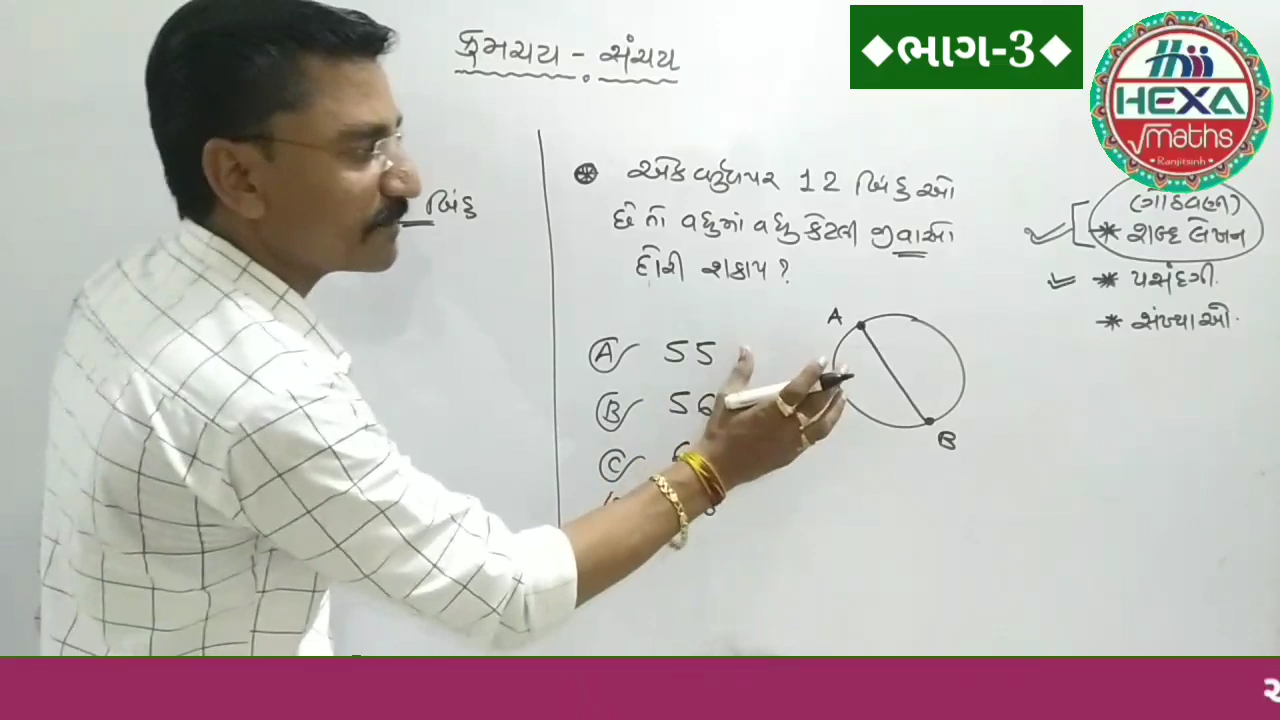 ક્રમચય - સંચય
◆ભાગ-3◆
HEXA
maths
Ranjitsinh
બિંદુ
એક વર્તુળપર 12 બિંદુઓ
છે તો વધુમાં વધુ કેટલી જીવાઓ
દોરી શકાય ?
(ગોઠવણી)
* શબ્દ લેખન
* પસંદગી.
* સંખ્યાઓ.
A
B
(A) 55
(B) 56
(C) 6